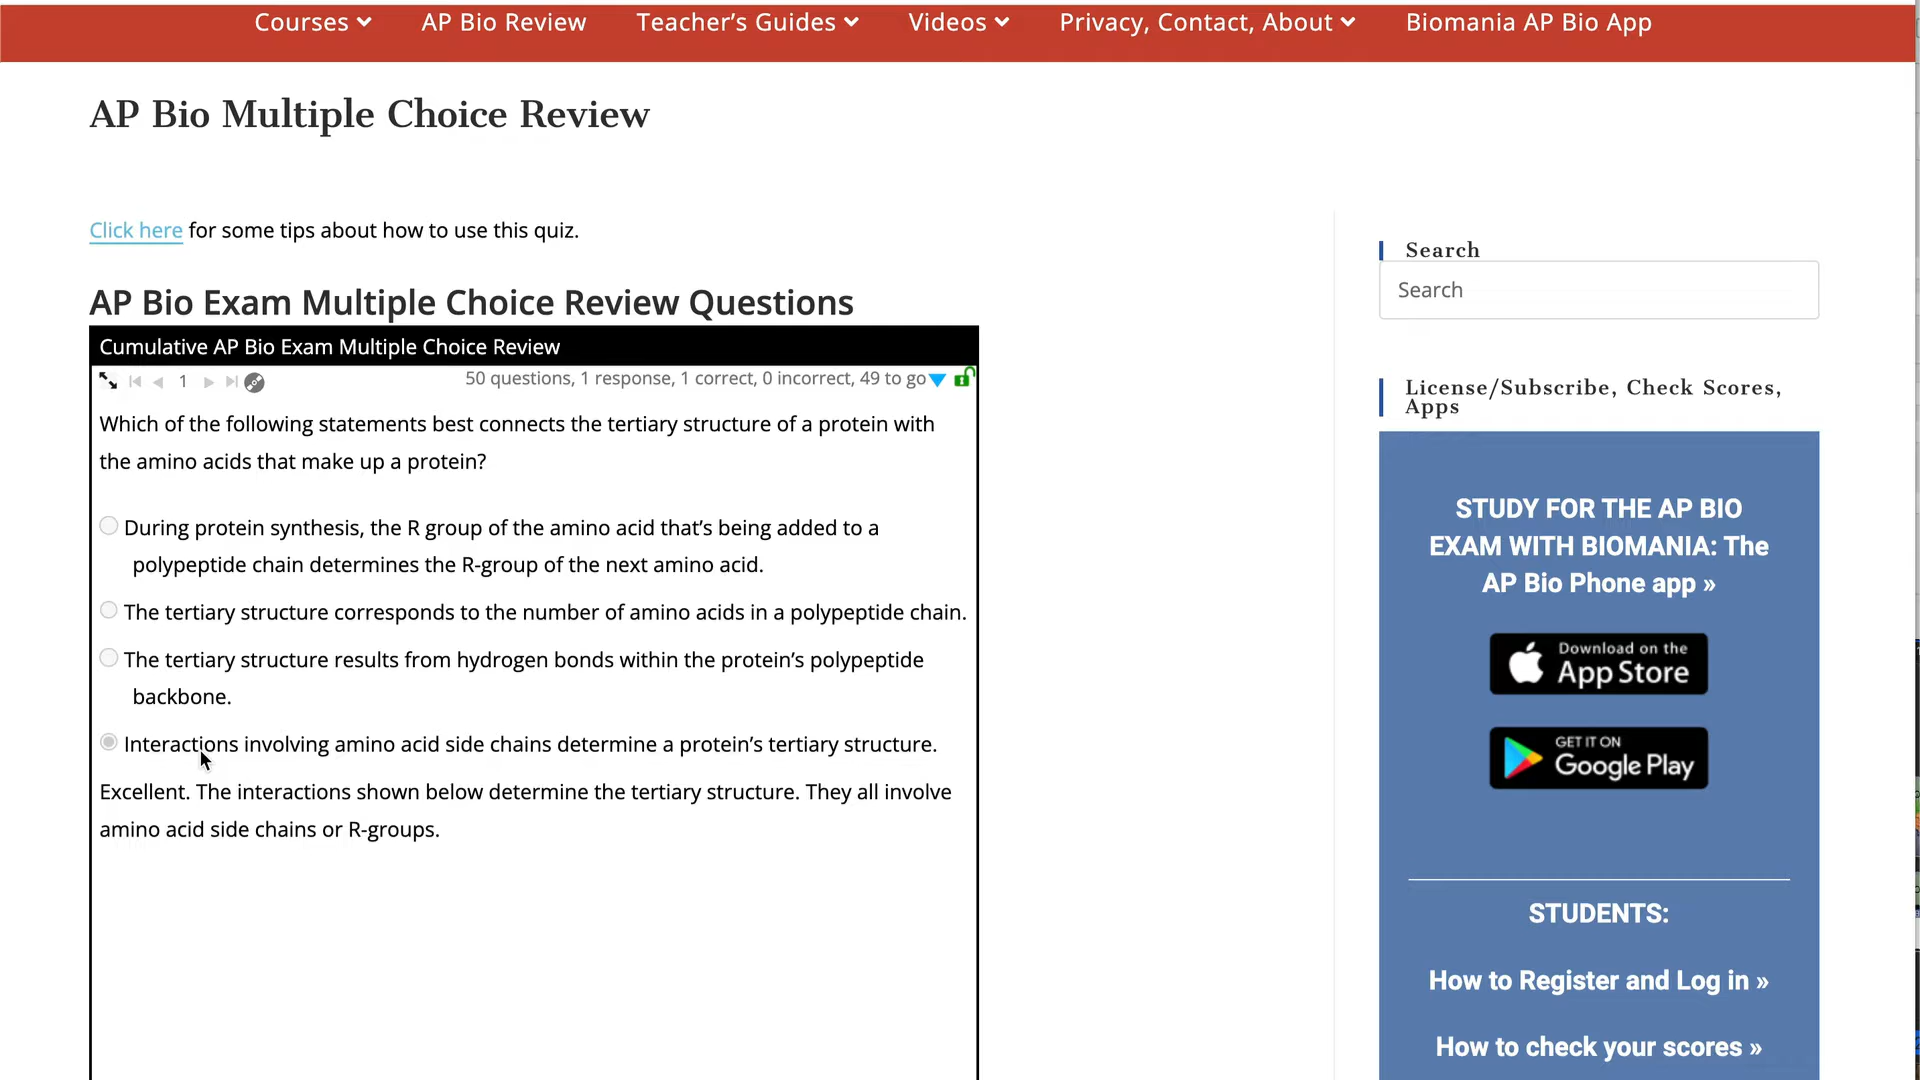 Courses AP Bio Review Teacher’s Guides Videos Privacy, Contact, About Biomania AP Bio App
AP Bio Multiple Choice Review
Click here for some tips about how to use this quiz.
AP Bio Exam Multiple Choice Review Questions
Cumulative AP Bio Exam Multiple Choice Review
1 50 questions, 1 response, 1 correct, 0 incorrect, 49 to go
Which of the following statements best connects the tertiary structure of a protein with
the amino acids that make up a protein?
During protein synthesis, the R group of the amino acid that’s being added to a
polypeptide chain determines the R-group of the next amino acid.
The tertiary structure corresponds to the number of amino acids in a polypeptide chain.
The tertiary structure results from hydrogen bonds within the protein’s polypeptide
backbone.
Interactions involving amino acid side chains determine a protein’s tertiary structure.
Excellent. The interactions shown below determine the tertiary structure. They all involve
amino acid side chains or R-groups.
Search
Search
License/Subscribe, Check Scores,
Apps
STUDY FOR THE AP BIO
EXAM WITH BIOMANIA: The
AP Bio Phone app »
Download on the
App Store
GET IT ON
Google Play
STUDENTS:
How to Register and Log in »
How to check your scores »